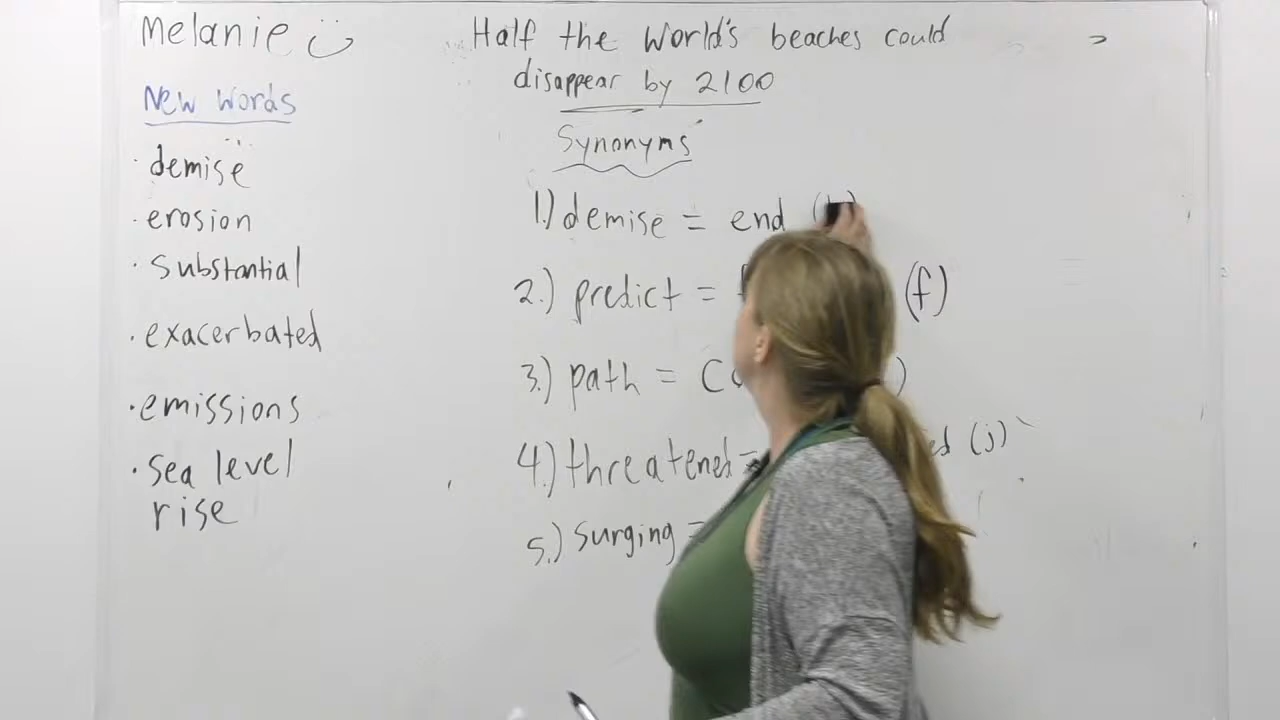 Melanie
New words
· demise
· erosion
· substantial
· exacerbated
· emissions
· sea level
rise
Half the world's beaches could
disappear by 2100
Synonyms
1.) demise = end
2.) predict = (f)
3.) path =
4.) threatened = (j)
5.) surging =